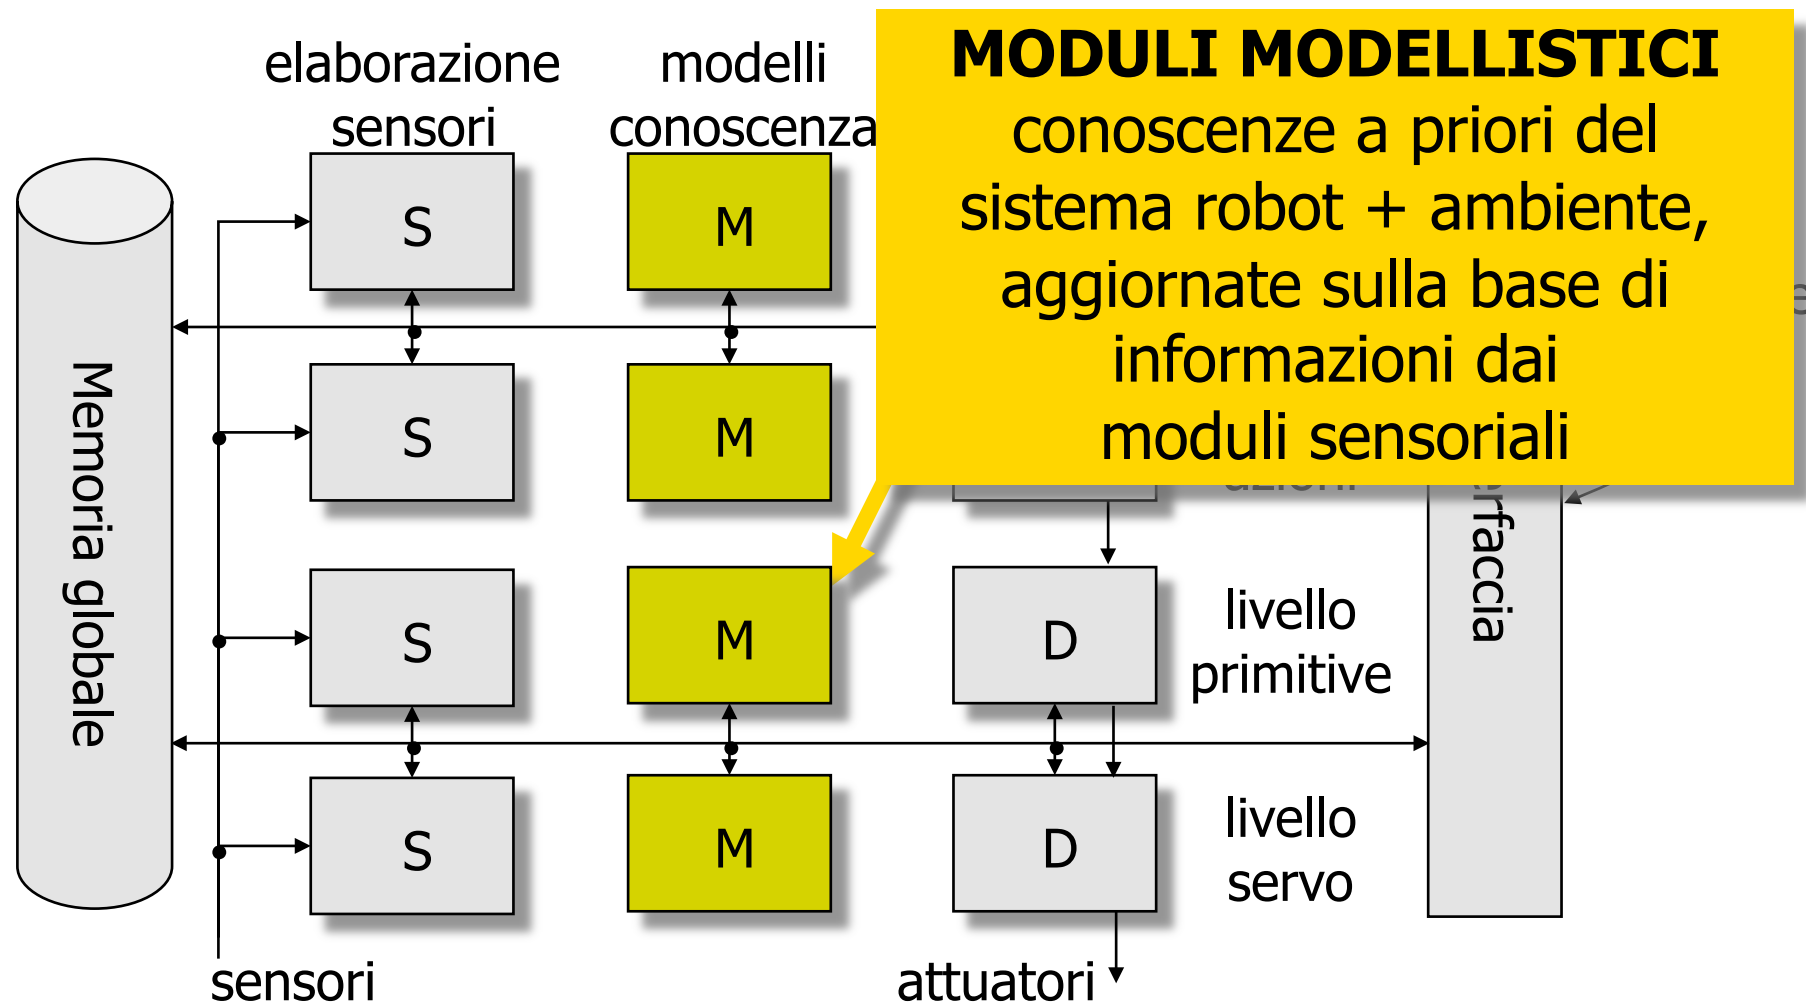 elaborazione
sensori
modelli
conoscenza
MODULI MODELLISTICI
conoscenze a priori del
sistema robot + ambiente,
aggiornate sulla base di
informazioni dai
moduli sensoriali
S
M
S
M
azioni
Memoria globale
S
M
D
livello
primitive
S
M
D
livello
servo
sensori
attuatori